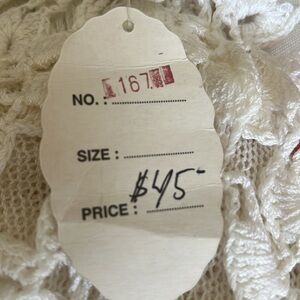 NO. : 167
SIZE :
PRICE : $45-